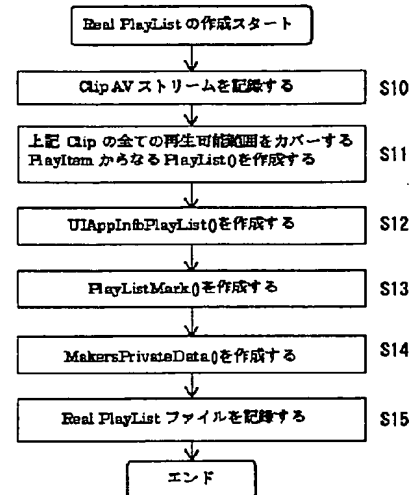 Real PlayList の作成スタート
Clip AV ストリームを記録する S10
上記 Clip の全ての再生可能範囲をカバーする
PlayItem からなる PlayList()を作成する S11
UIAppInfoPlayList()を作成する S12
PlayListMark()を作成する S13
MakersPrivateData()を作成する S14
Real PlayList ファイルを記録する S15
エンド